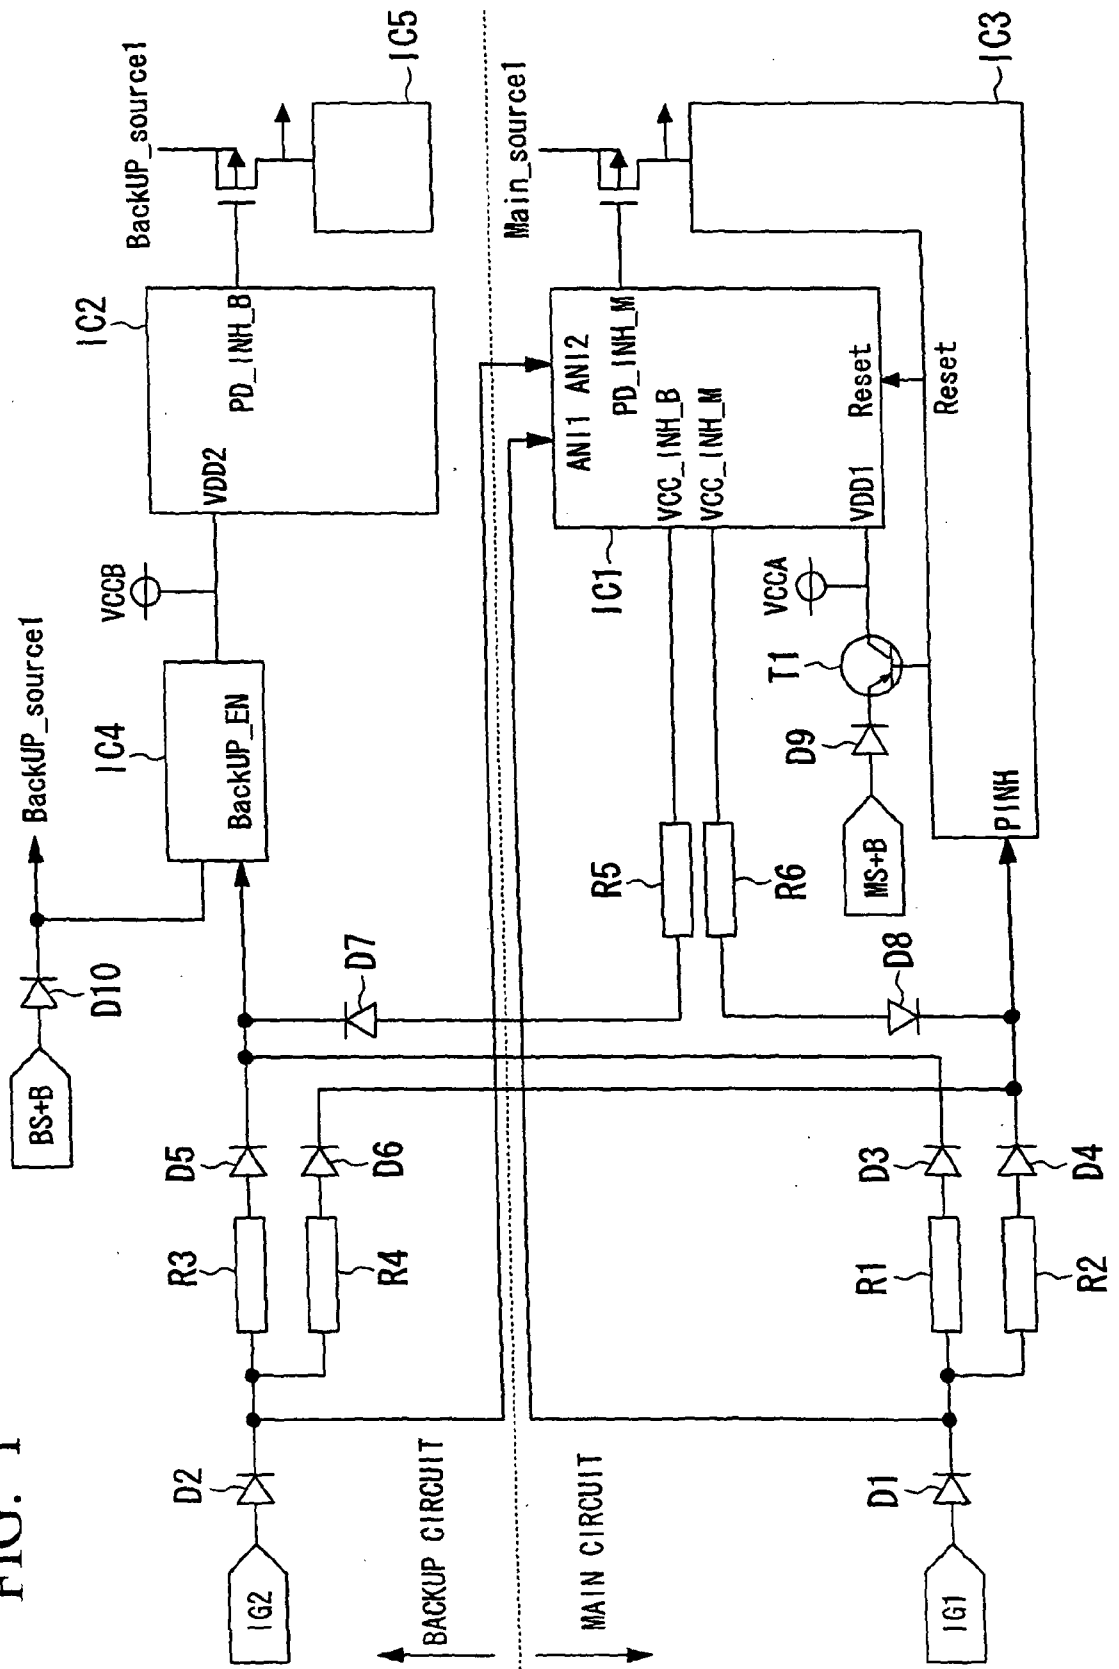 FIG. 1
BS+B
D10
BackUP_source1
IC4
BackUP_EN
VCCB
IC2
VDD2
PD_INH_B
BackUP_source1
IC5
IG2
D2
R3
D5
R4
D6
D7
BACKUP CIRCUIT
MAIN CIRCUIT
R5
R6
IC1
ANI1 ANI2
PD_INH_M
VCC_INH_B
VCC_INH_M
VDD1
Reset
Main_source1
IC3
VCCA
T1
D9
MS+B
Reset
PINH
D8
IG1
D1
R1
D3
R2
D4